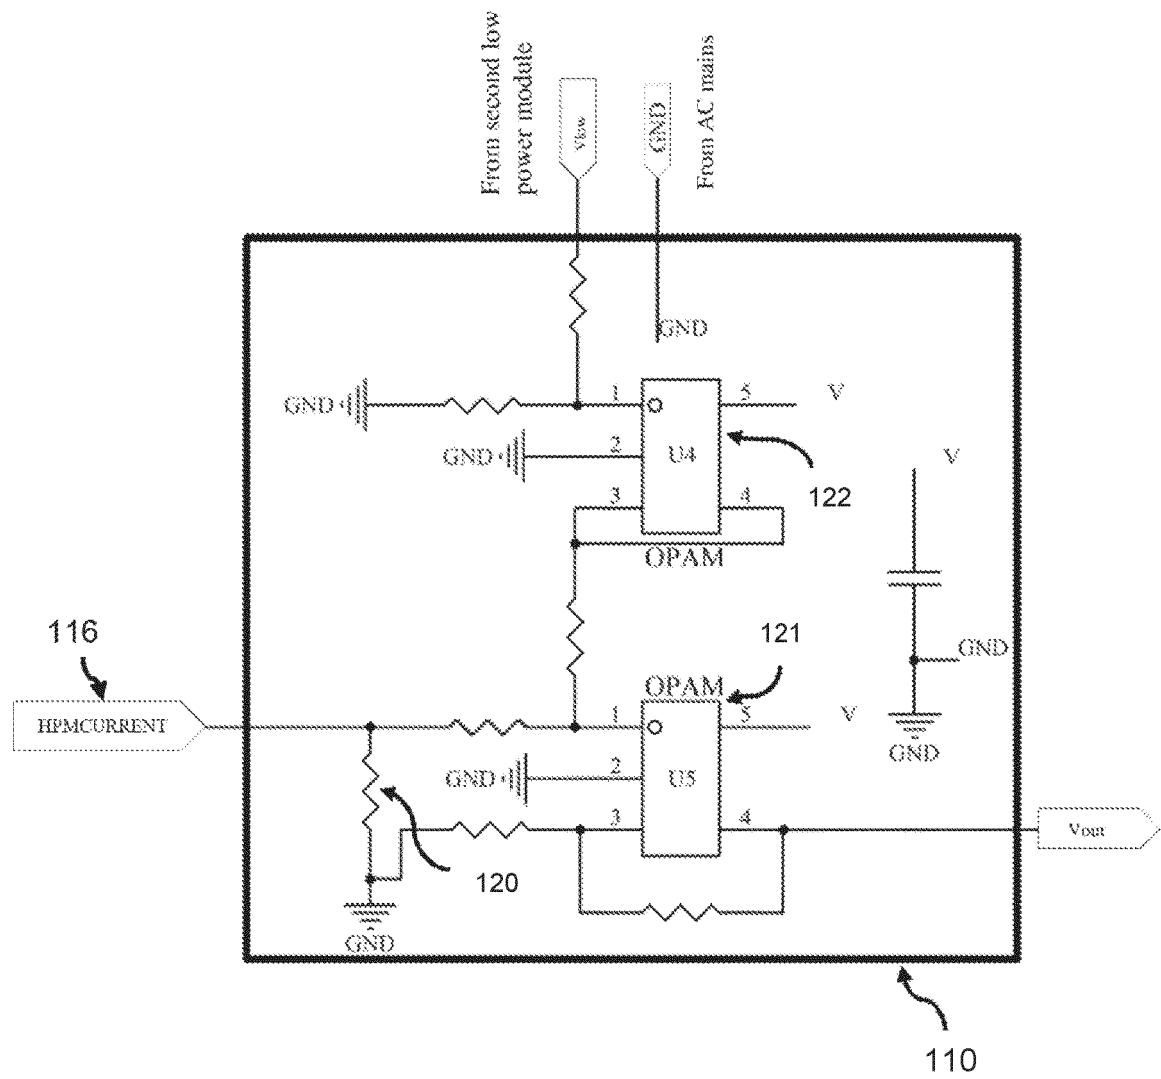 From second low
power module
Vlow
GND
From AC mains
GND
1
5
V
GND
U4
GND
2
122
V
3
4
OPAM
116
121
GND
OPAM
HPMCURRENT
1
5
V
GND
GND
2
U5
3
4
Vout
120
GND
110